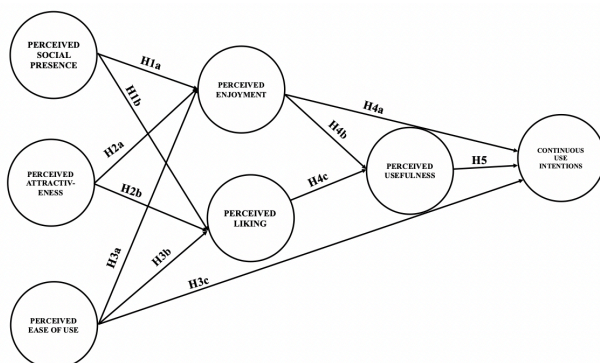 PERCEIVED
SOCIAL
PRESENCE
H1a
H1b
PERCEIVED
ENJOYMENT
H4a
H4b
PERCEIVED
ATTRACTIV-
ENESS
H2a
H2b
PERCEIVED
LIKING
H4c
PERCEIVED
USEFULNESS
H5
CONTINUOUS
USE
INTENTIONS
H3a
H3b
H3c
PERCEIVED
EASE OF USE